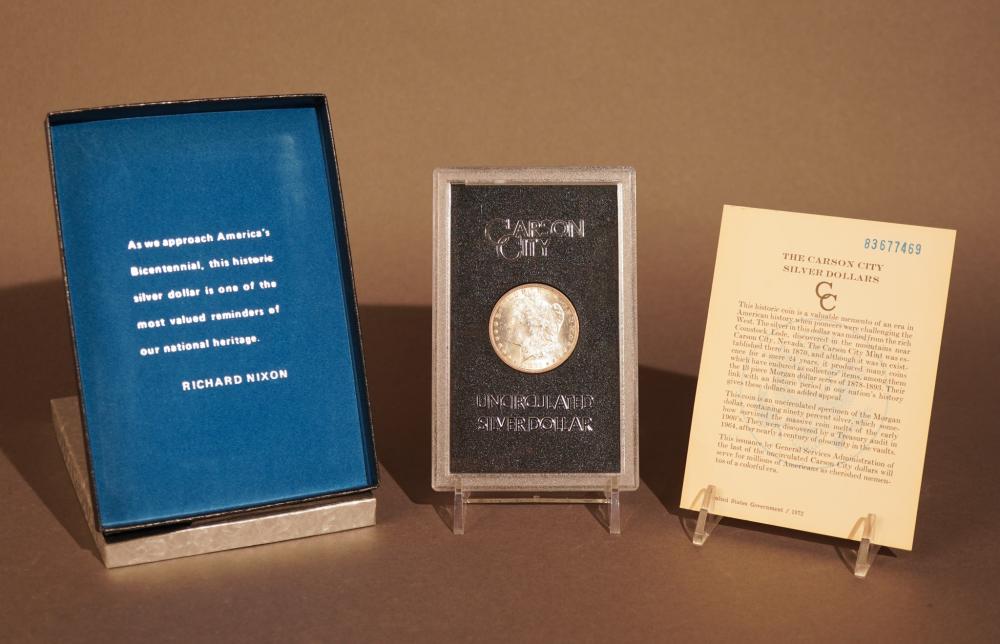 As we approach America's
Bicentennial, this historic
silver dollar is one of the
most valued reminders of
our national heritage.
RICHARD NIXON
CARSON
CITY
UNCIRCULATED
SILVER DOLLAR
83677469
THE CARSON CITY
SILVER DOLLARS
CC
This historic coin is a valuable memento of an era in
American history when pioneers were challenging the
West. The silver in this dollar was mined from the rich
Comstock Lode, discovered in the mountains near
Carson City, Nevada. The Carson City Mint was es-
tablished there in 1870, and although it was in exist-
ence for a mere 24 years, it produced many coins
which have endured as collectors' items, among them
the 13 piece Morgan dollar series of 1878-1893. Their
link with an historic period in our nation's history
gives these dollars an added appeal.
This coin is an uncirculated specimen of the Morgan
dollar, containing ninety percent silver, which some-
how survived the massive coin melts of the early
1900's. They were discovered by a Treasury audit in
1964, after nearly a century of obscurity in the vaults.
This issuance by General Services Administration of
the last of the uncirculated Carson City dollars will
serve for millions of Americans as cherished memen-
tos of a colorful era.
United States Government / 1972